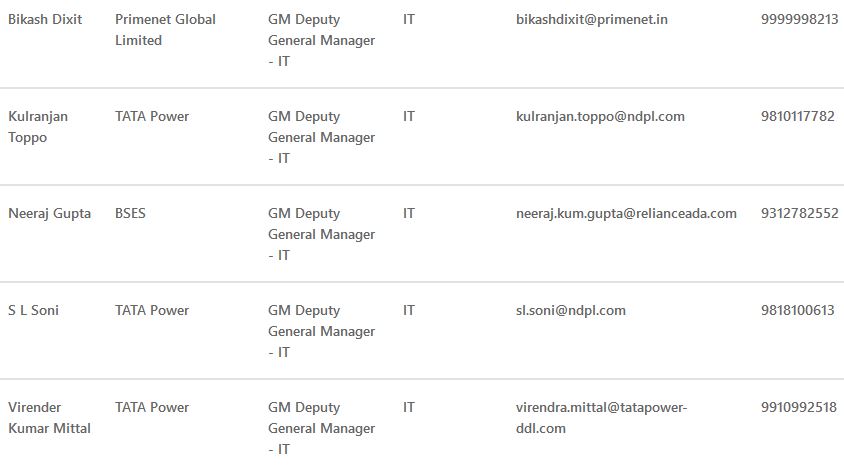 Bikash Dixit Primenet Global GM Deputy IT bikashdixit@primenet.in 9999998213
Limited General Manager
- IT
Kulranjan TATA Power GM Deputy IT kulranjan.toppo@ndpl.com 9810117782
Toppo General Manager
- IT
Neeraj Gupta BSES GM Deputy IT neeraj.kum.gupta@relianceada.com 9312782552
General Manager
- IT
S L Soni TATA Power GM Deputy IT sl.soni@ndpl.com 9818100613
General Manager
- IT
Virender TATA Power GM Deputy IT virendra.mittal@tatapower- 9910992518
Kumar Mittal General Manager ddl.com
- IT